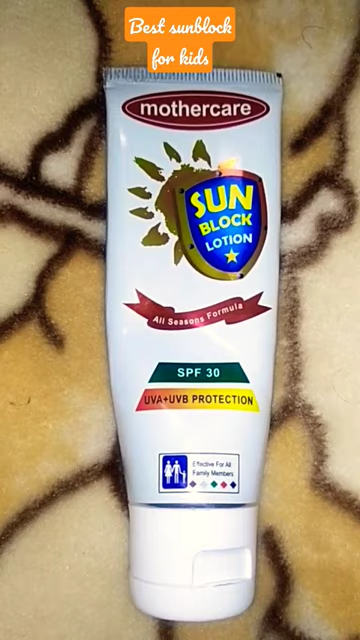 Best sunblock
for kids
mothercare
SUN
BLOCK
LOTION
All Seasons Formula
SPF 30
UVA+UVB PROTECTION
Effective For All
Family Members